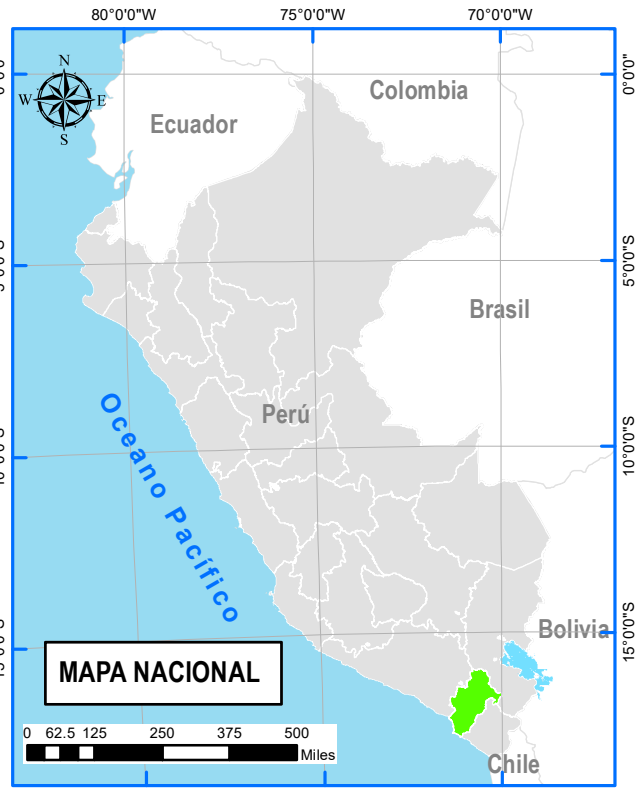 80°0'0"W 75°0'0"W 70°0'0"W
N
W E
S
0°0'0"
Colombia
Ecuador
5°0'0"S
Brasil
Perú
Oceano Pacífico
10°0'0"S
Bolivia
15°0'0"S
MAPA NACIONAL
0 62.5 125 250 375 500
Miles
Chile